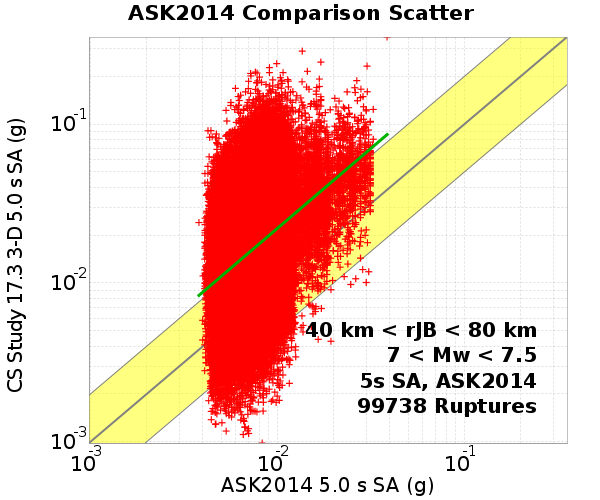 ASK2014 Comparison Scatter
CS Study 17.3 3-D 5.0 s SA (g)
10-1
10-2
10-3
40 km < rJB < 80 km
7 < Mw < 7.5
5s SA, ASK2014
99738 Ruptures
10-3 10-2 10-1
ASK2014 5.0 s SA (g)